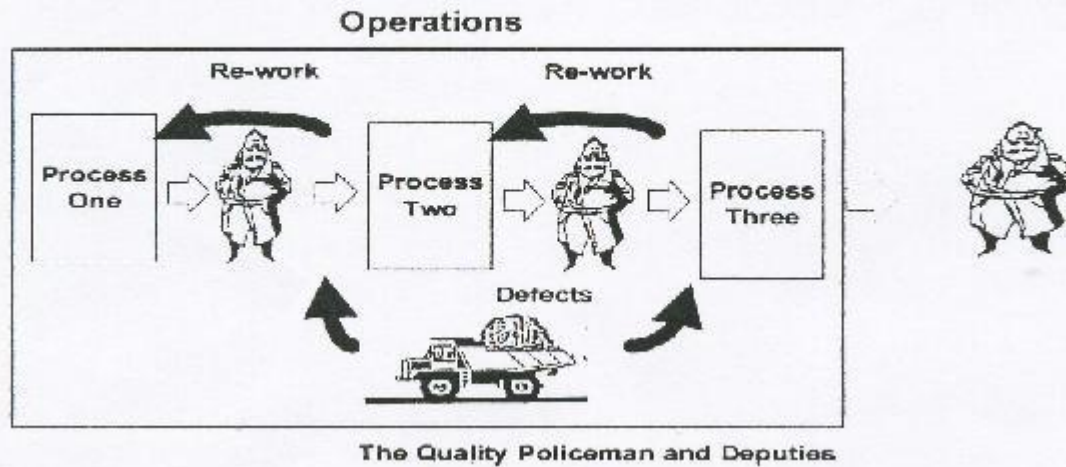 Operations
Re-work
Re-work
Process
One
Process
Two
Process
Three
Defects
The Quality Policeman and Deputies